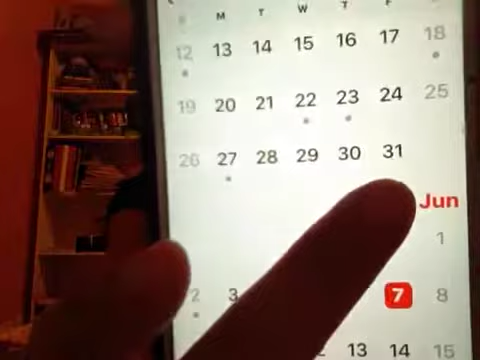 M T W T F
12 13 14 15 16 17 18
19 20 21 22 23 24 25
26 27 28 29 30 31
Jun
1
2 3 7 8
13 14 15